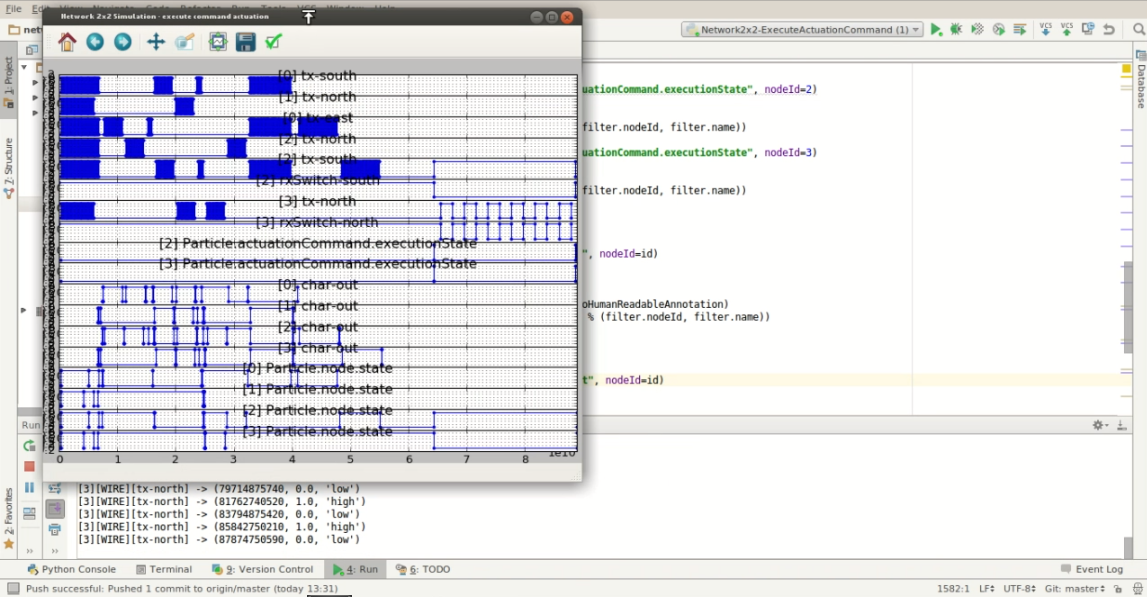 Network 2x2 Simulation - execute command actuation
File
Network2x2-ExecuteActuationCommand (1)
[0] tx-south
[1] tx-north
[0] tx-east
[2] tx-north
[2] tx-south
[2] rxSwitch-south
[3] tx-north
[3] rxSwitch-north
[2] Particle.actuationCommand.executionState
[3] Particle.actuationCommand.executionState
[0] char-out
[1] char-out
[2] char-out
[3] char-out
[0] Particle.node.state
[1] Particle.node.state
[2] Particle.node.state
[3] Particle.node.state
0 1 2 3 4 5 6 7 8
1e10
uationCommand.executionState", nodeId=2)
(filter.nodeId, filter.name))
uationCommand.executionState", nodeId=3)
(filter.nodeId, filter.name))
", nodeId=id)
oHumanReadableAnnotation)
% (filter.nodeId, filter.name))
t", nodeId=id)
1: Project
Z: Structure
2: Favorites
Database
Run
[3][WIRE][tx-north] -> (79714875740, 0.0, 'low')
[3][WIRE][tx-north] -> (81762740520, 1.0, 'high')
[3][WIRE][tx-north] -> (83794875420, 0.0, 'low')
[3][WIRE][tx-north] -> (85842750210, 1.0, 'high')
[3][WIRE][tx-north] -> (87874750590, 0.0, 'low')
Python Console Terminal 9: Version Control 4: Run 6: TODO Event Log
Push successful: Pushed 1 commit to origin/master (today 13:31) 1582:1 LF UTF-8 Git: master